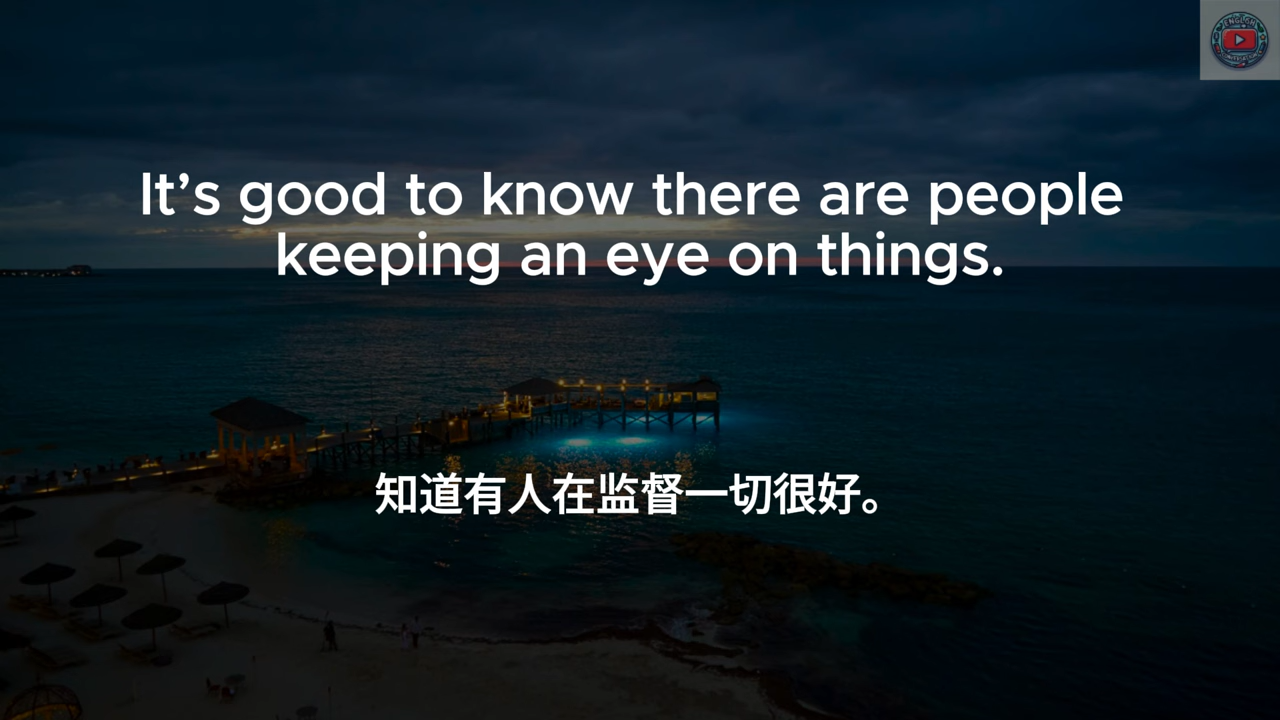 It’s good to know there are people
keeping an eye on things.
知道有人在监督一切很好。
ENGLISH